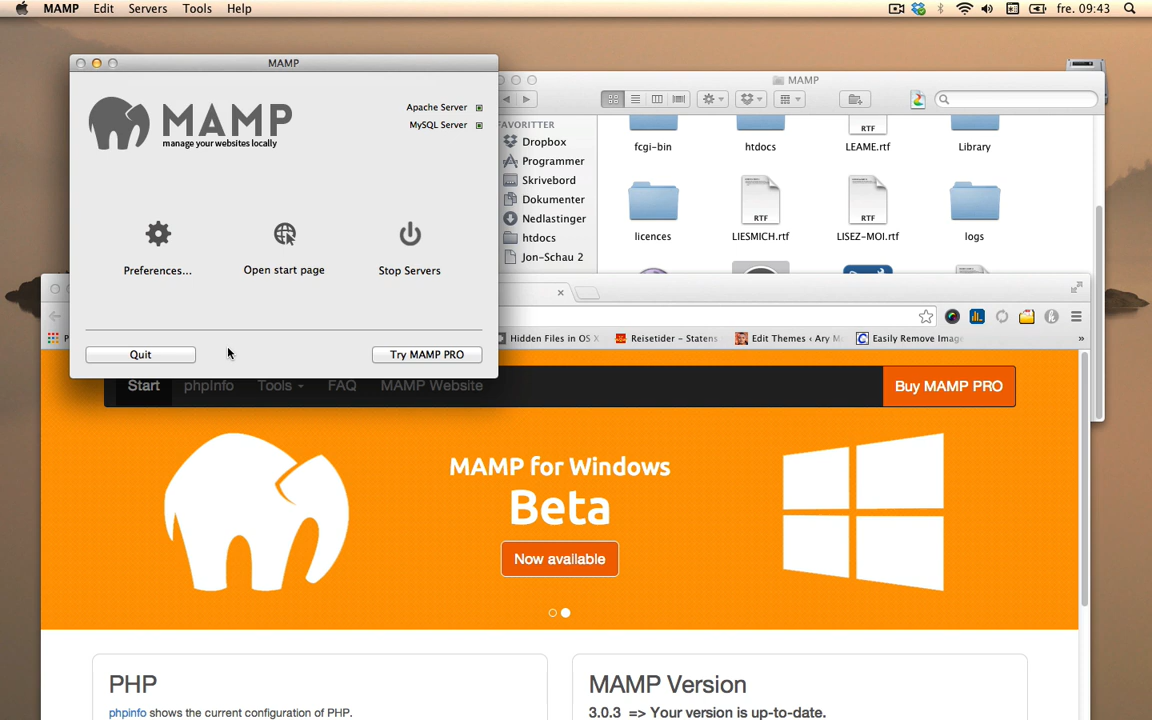 MAMP Edit Servers Tools Help fre. 09:43
MAMP
MAMP
manage your websites locally
Apache Server
MySQL Server
Preferences...
Open start page
Stop Servers
Quit
Try MAMP PRO
MAMP
FAVORITTER
Dropbox
Programmer
Skrivebord
Dokumenter
Nedlastinger
htdocs
Jon-Schau 2
fcgi-bin
htdocs
LEAME.rtf
Library
RTF
RTF
RTF
licences
LIESMICH.rtf
LISEZ-MOI.rtf
logs
Hidden Files in OS X
Reisetider – Statens
Edit Themes ‹ Ary M
Easily Remove Imag
»
Start phpInfo Tools FAQ MAMP Website
Buy MAMP PRO
MAMP for Windows
Beta
Now available
PHP
phpinfo shows the current configuration of PHP.
MAMP Version
3.0.3 => Your version is up-to-date.